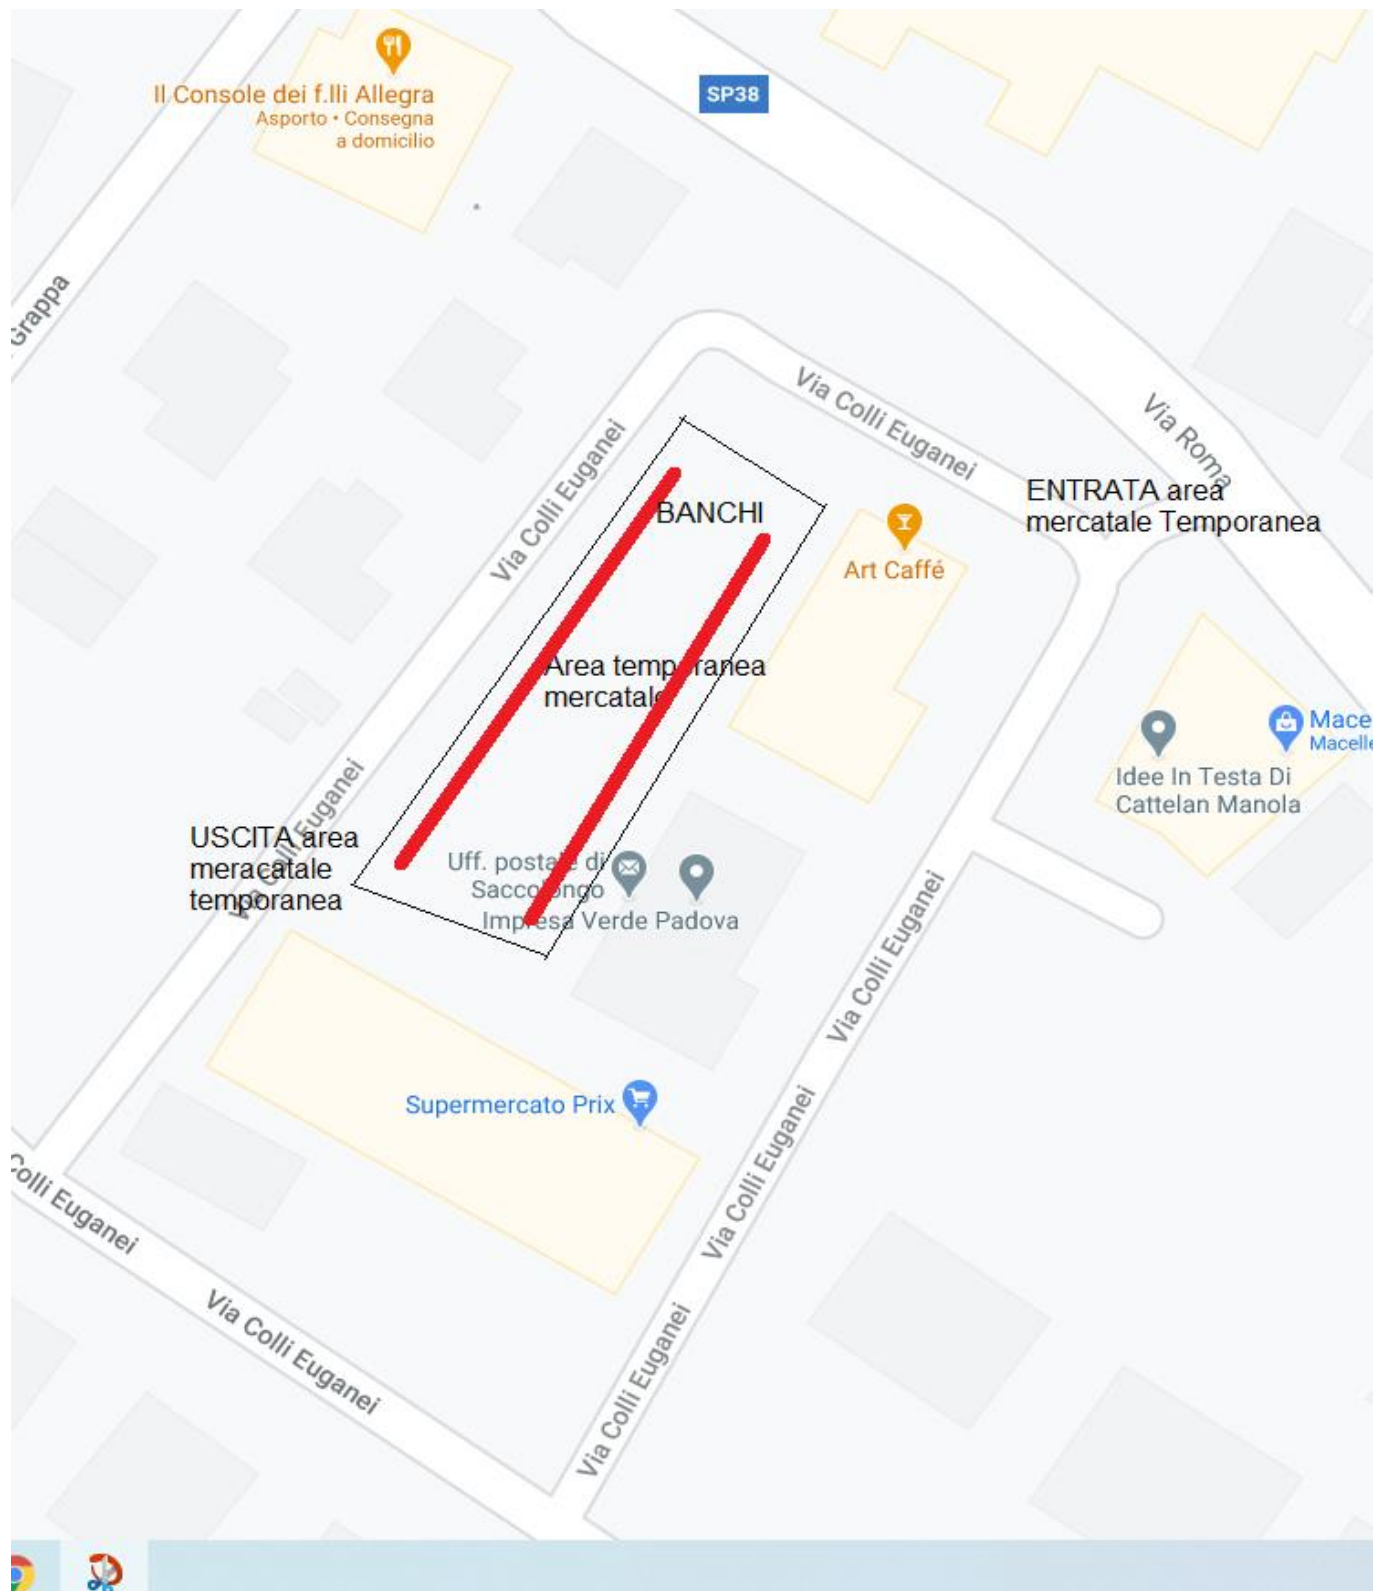 Il Console dei f.lli Allegra
Asporto • Consegna
a domicilio
SP38
Grappa
Via Colli Euganei
Via Roma
Via Colli Euganei
ENTRATA area
mercatale Temporanea
BANCHI
Art Caffé
Area temporanea
mercatale
Mace
Macelle
Idee In Testa Di
Cattelan Manola
Via Colli Euganei
USCITA area
meracatale
temporanea
Uff. postale di
Saccolongo
Impresa Verde Padova
Via Colli Euganei
Supermercato Prix
Via Colli Euganei
Colli Euganei
Via Colli Euganei
Via Colli Euganei